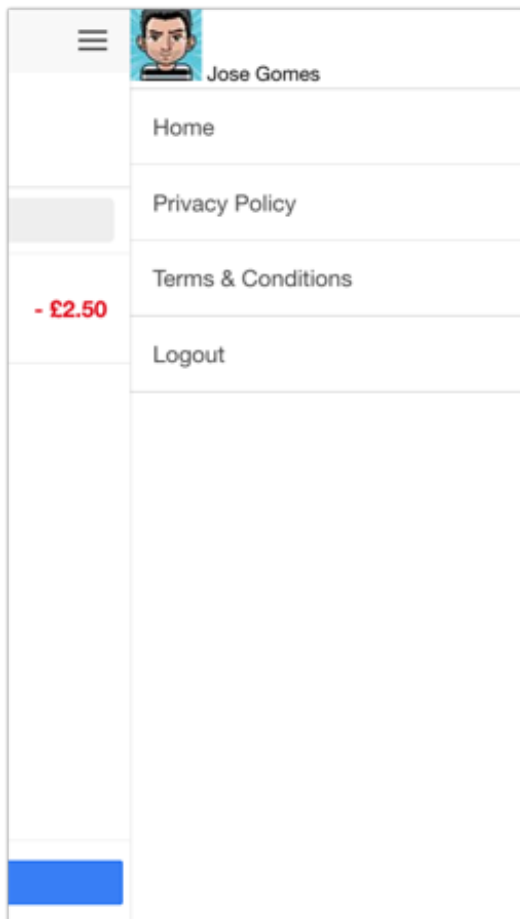 Jose Gomes
Home
Privacy Policy
Terms & Conditions
- £2.50
Logout